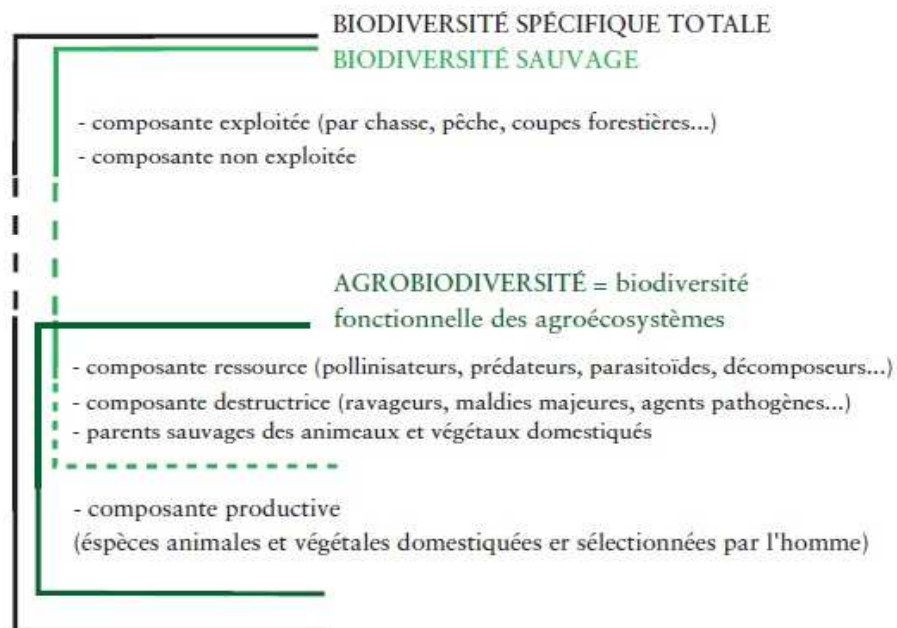 BIODIVERSITÉ SPÉCIFIQUE TOTALE
BIODIVERSITÉ SAUVAGE
- composante exploitée (par chasse, pêche, coupes forestières...)
- composante non exploitée
AGROBIODIVERSITÉ = biodiversité
fonctionnelle des agroécosystèmes
- composante ressource (pollinisateurs, prédateurs, parasitoïdes, décomposeurs...)
- composante destructrice (ravageurs, maldies majeures, agents pathogènes...)
- parents sauvages des animeaux et végétaux domestiqués
- composante productive
(éspèces animales et végétales domestiquées er sélectionnées par l'homme)